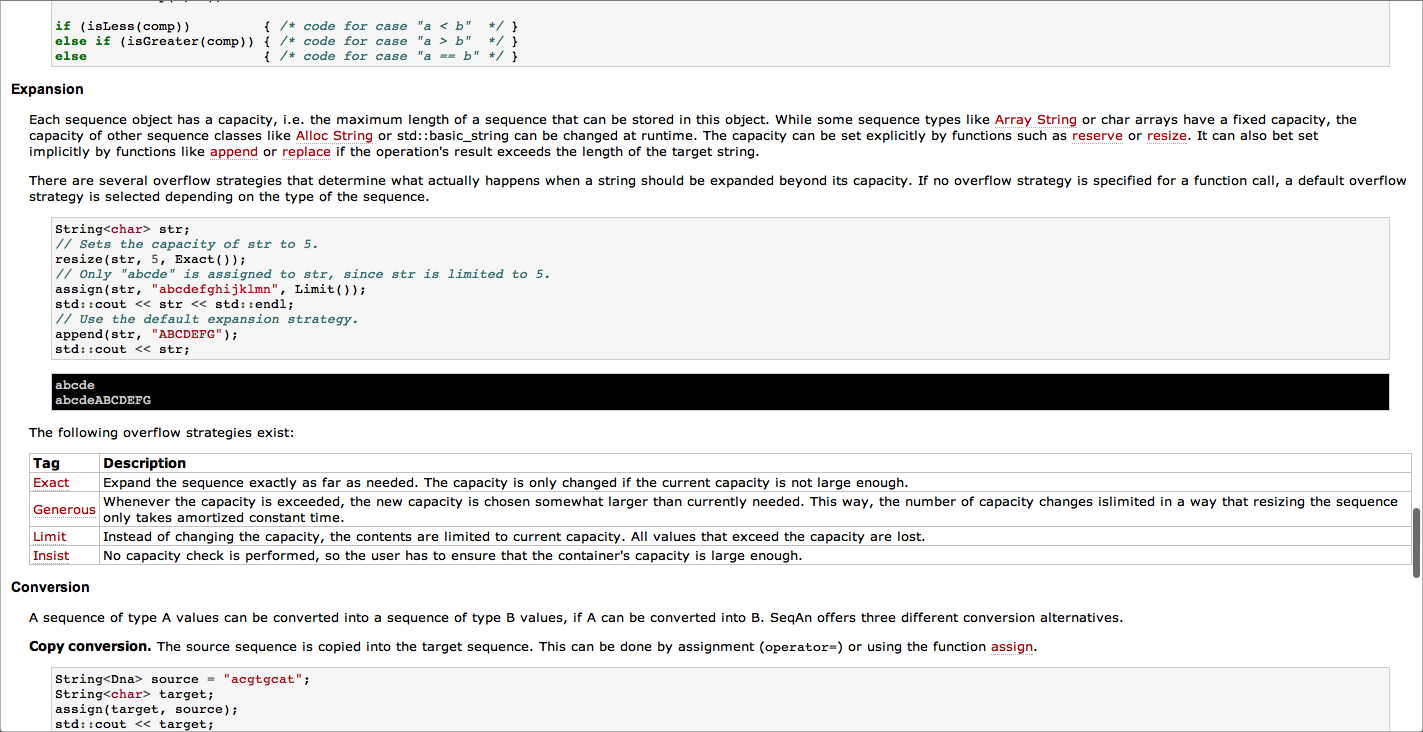 if (isLess(comp))         { /* code for case "a < b"  */ }
else if (isGreater(comp)) { /* code for case "a > b"  */ }
else                      { /* code for case "a == b" */ }
Expansion
Each sequence object has a capacity, i.e. the maximum length of a sequence that can be stored in this object. While some sequence types like Array String or char arrays have a fixed capacity, the
capacity of other sequence classes like Alloc String or std::basic_string can be changed at runtime. The capacity can be set explicitly by functions such as reserve or resize. It can also bet set
implicitly by functions like append or replace if the operation's result exceeds the length of the target string.
There are several overflow strategies that determine what actually happens when a string should be expanded beyond its capacity. If no overflow strategy is specified for a function call, a default overflow
strategy is selected depending on the type of the sequence.
String<char> str;
// Sets the capacity of str to 5.
resize(str, 5, Exact());
// Only "abcde" is assigned to str, since str is limited to 5.
assign(str, "abcdefghijklmn", Limit());
std::cout << str << std::endl;
// Use the default expansion strategy.
append(str, "ABCDEFG");
std::cout << str;
abcde
abcdeABCDEFG
The following overflow strategies exist:
Tag Description
Exact Expand the sequence exactly as far as needed. The capacity is only changed if the current capacity is not large enough.
Generous Whenever the capacity is exceeded, the new capacity is chosen somewhat larger than currently needed. This way, the number of capacity changes islimited in a way that resizing the sequence
only takes amortized constant time.
Limit Instead of changing the capacity, the contents are limited to current capacity. All values that exceed the capacity are lost.
Insist No capacity check is performed, so the user has to ensure that the container's capacity is large enough.
Conversion
A sequence of type A values can be converted into a sequence of type B values, if A can be converted into B. SeqAn offers three different conversion alternatives.
Copy conversion. The source sequence is copied into the target sequence. This can be done by assignment (operator=) or using the function assign.
String<Dna> source = "acgtgcat";
String<char> target;
assign(target, source);
std::cout << target;